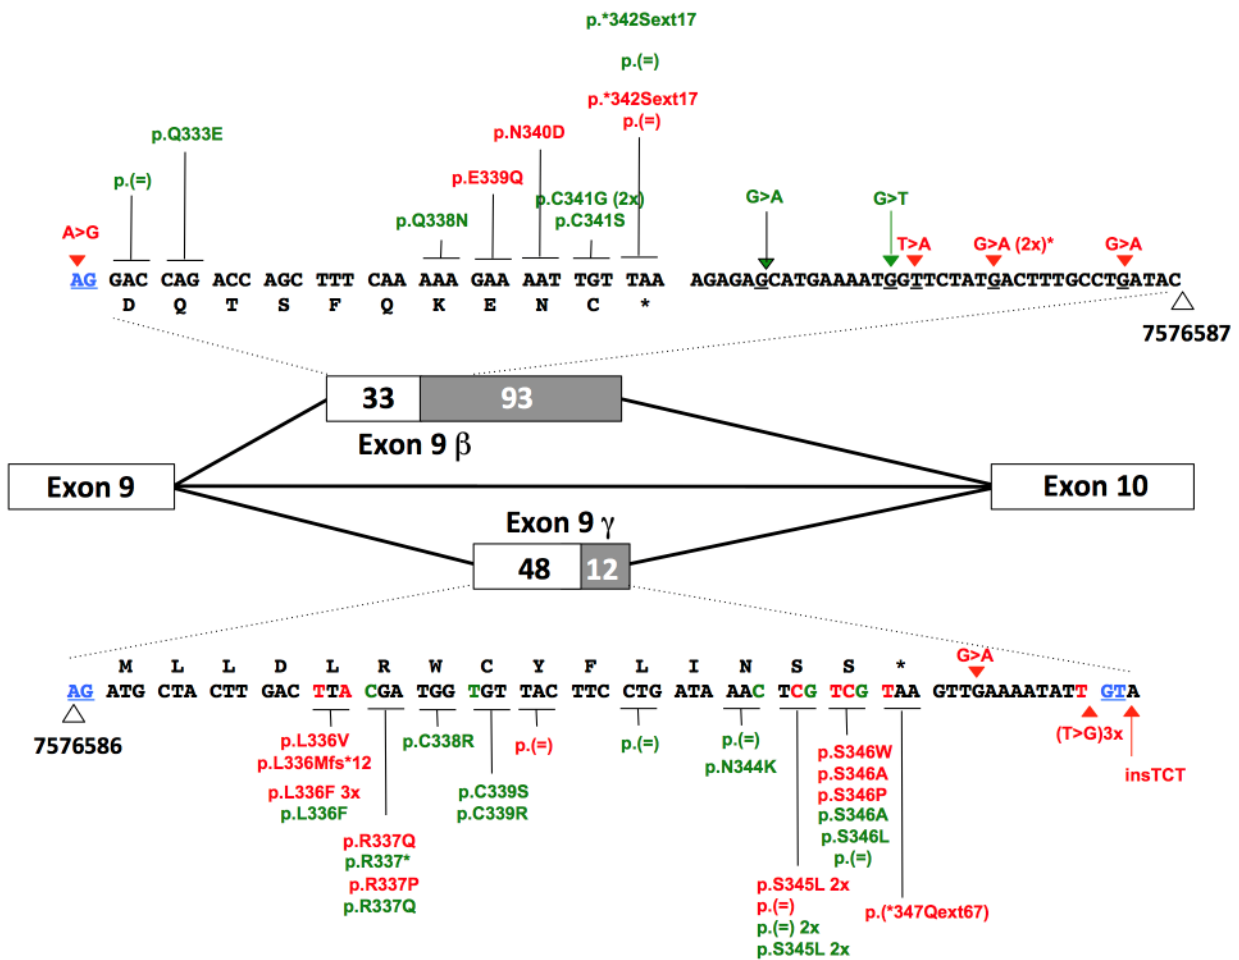 p.*342Sext17
p.(=)
p.*342Sext17
p.(=)
p.Q333E
p.N340D
p.(=)
p.E339Q
p.C341G (2x)
p.Q338N
p.C341S
G>A
G>T
A>G
T>A
G>A (2x)*
G>A
AG GAC CAG ACC AGC TTT CAA AAA GAA AAT TGT TAA AGAGAGCATGAAAATGGTTCTATGACTTTGCCTGATAC
D Q T S F Q K E N C *
7576587
33
93
Exon 9 β
Exon 9
Exon 10
Exon 9 γ
48
12
M L L D L R W C Y F L I N S S *
G>A
AG ATG CTA CTT GAC TTA CGA TGG TGT TAC TTC CTG ATA AAC TCG TCG TAA GTTGAAAATATT GTA
7576586
(T>G)3x
insTCT
p.L336V
p.L336Mfs*12
p.L336F 3x
p.L336F
p.R337Q
p.R337*
p.R337P
p.R337Q
p.C338R
p.C339S
p.C339R
p.(=)
p.(=)
p.(=)
p.N344K
p.S346W
p.S346A
p.S346P
p.S346A
p.S346L
p.(=)
p.S345L 2x
p.(=)
p.(=) 2x
p.S345L 2x
p.(*347Qext67)